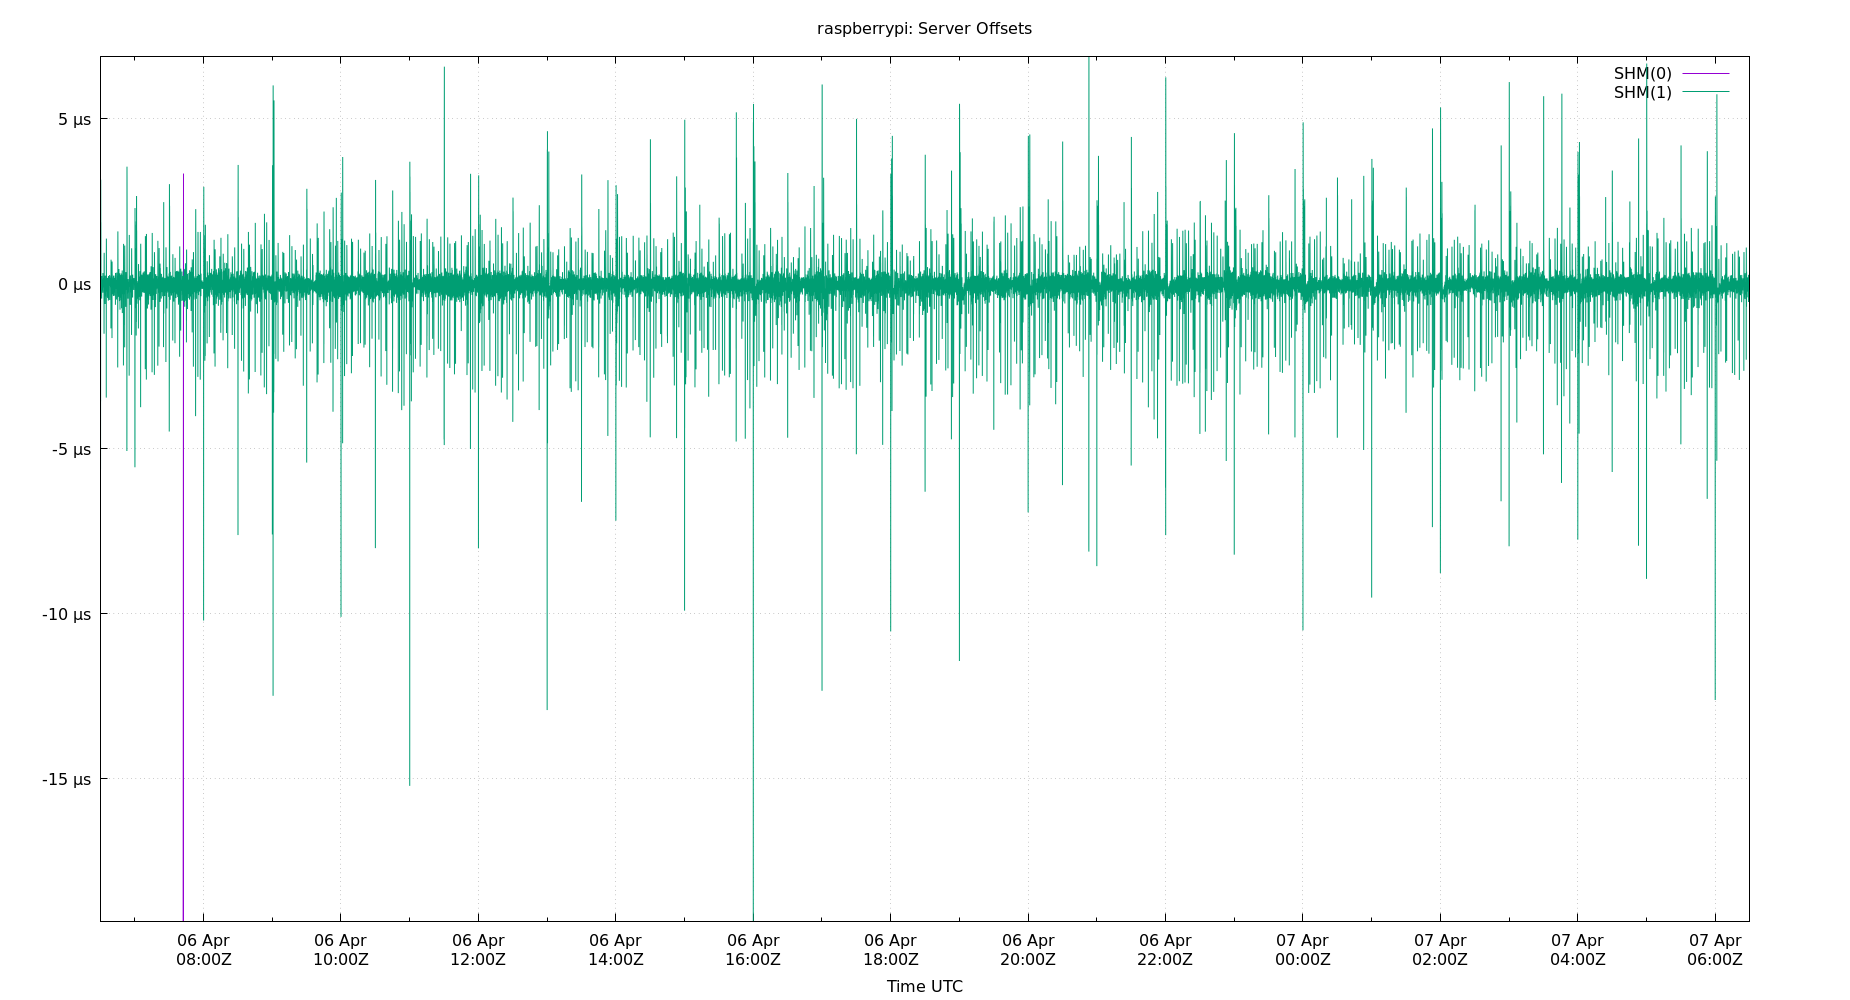 raspberrypi: Server Offsets
SHM(0)
SHM(1)
5 µs
0 µs
-5 µs
-10 µs
-15 µs
06 Apr 06 Apr 06 Apr 06 Apr 06 Apr 06 Apr 06 Apr 06 Apr 07 Apr 07 Apr 07 Apr 07 Apr
08:00Z 10:00Z 12:00Z 14:00Z 16:00Z 18:00Z 20:00Z 22:00Z 00:00Z 02:00Z 04:00Z 06:00Z
Time UTC